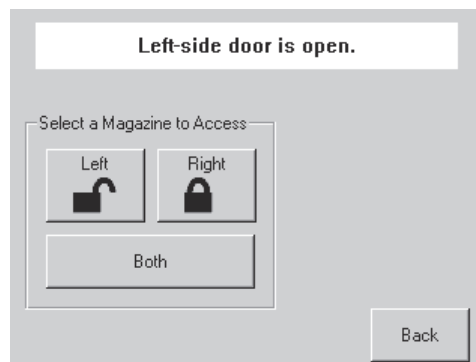 Left-side door is open.
Select a Magazine to Access
Left Right
Both
Back